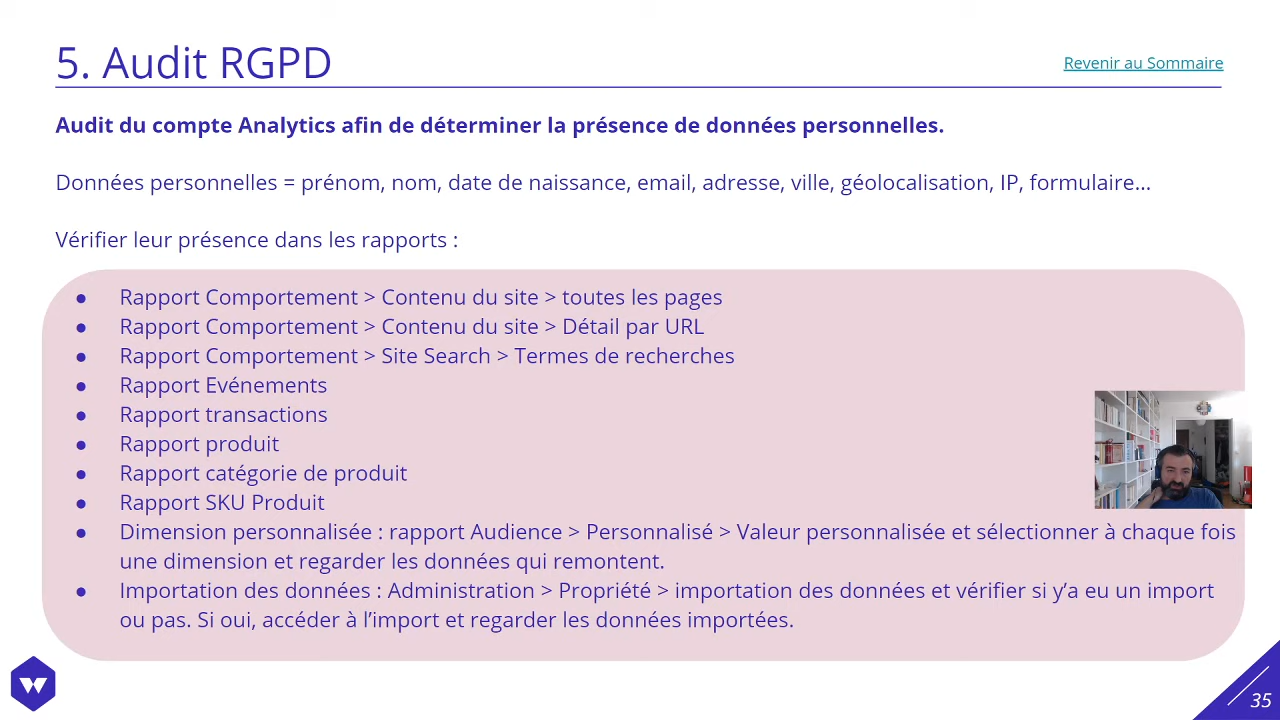 5. Audit RGPD
Revenir au Sommaire
Audit du compte Analytics afin de déterminer la présence de données personnelles.
Données personnelles = prénom, nom, date de naissance, email, adresse, ville, géolocalisation, IP, formulaire...
Vérifier leur présence dans les rapports :
● Rapport Comportement > Contenu du site > toutes les pages
● Rapport Comportement > Contenu du site > Détail par URL
● Rapport Comportement > Site Search > Termes de recherches
● Rapport Evénements
● Rapport transactions
● Rapport produit
● Rapport catégorie de produit
● Rapport SKU Produit
● Dimension personnalisée : rapport Audience > Personnalisé > Valeur personnalisée et sélectionner à chaque fois
une dimension et regarder les données qui remontent.
● Importation des données : Administration > Propriété > importation des données et vérifier si y’a eu un import
ou pas. Si oui, accéder à l’import et regarder les données importées.
35